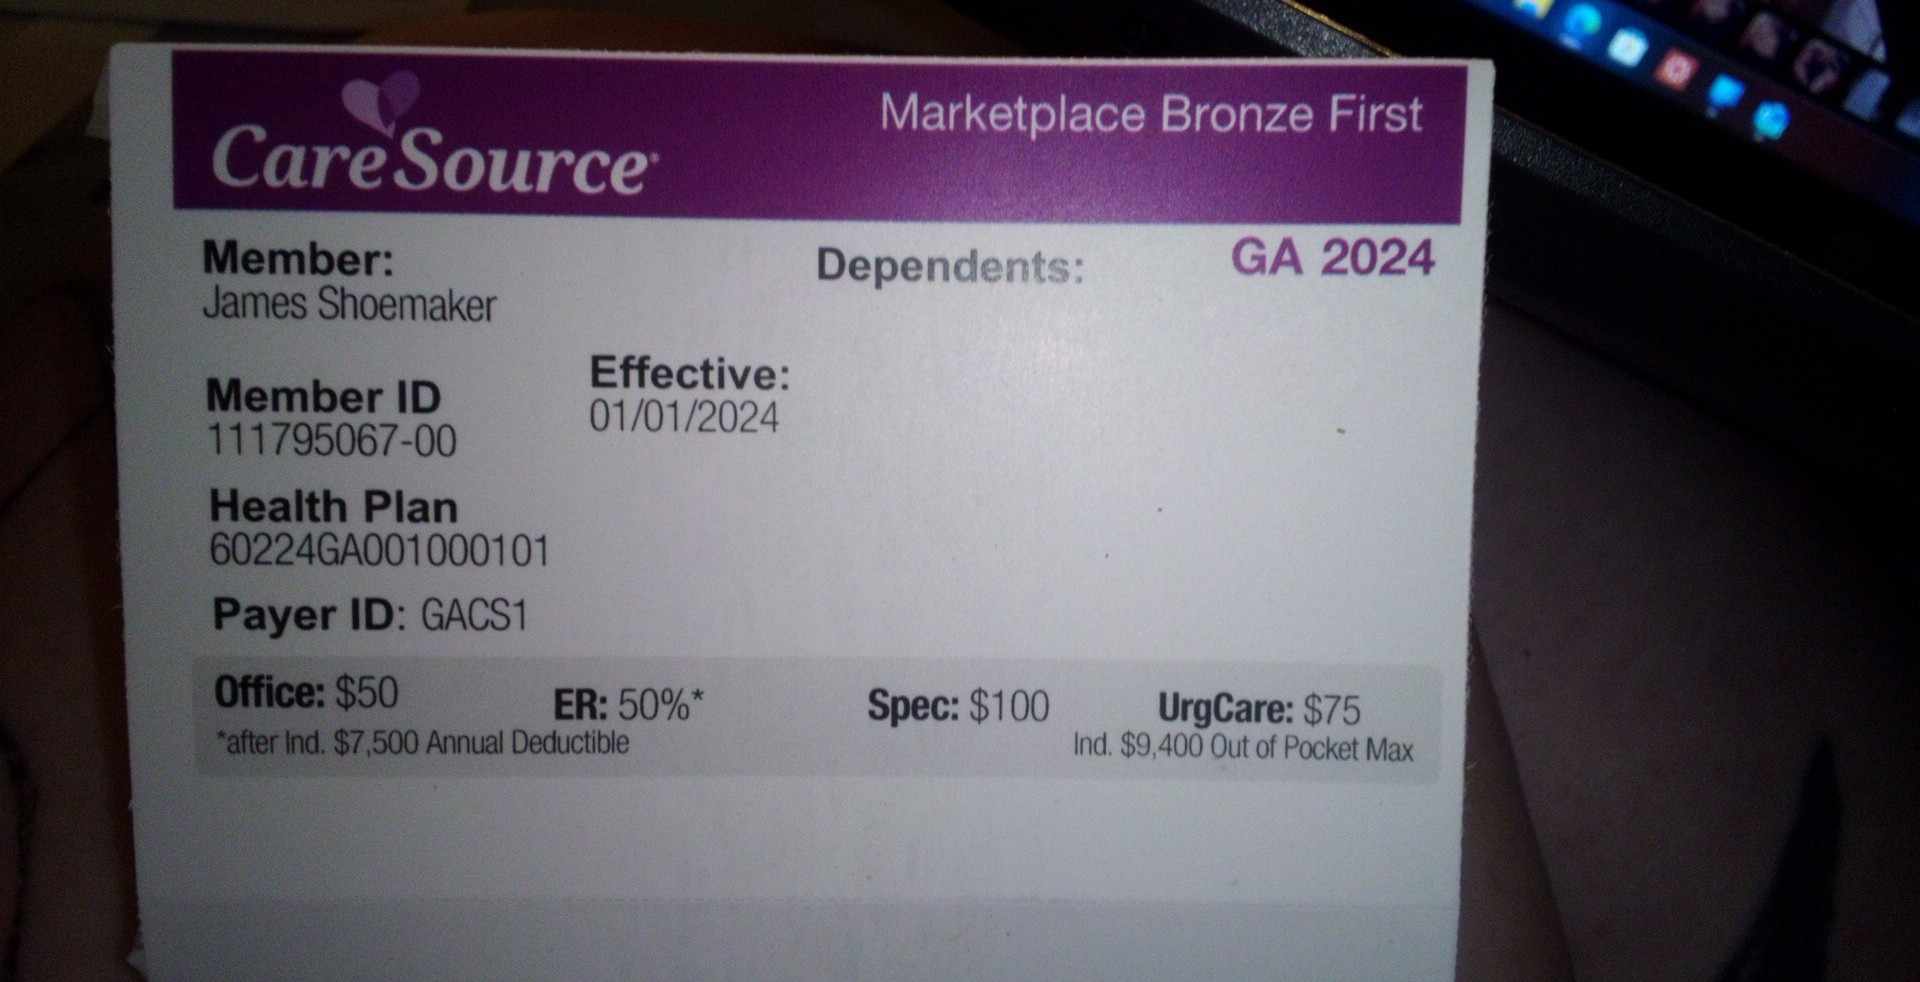 CareSource
Marketplace Bronze First
Member:
James Shoemaker
Dependents:
GA 2024
Member ID
111795067-00
Effective:
01/01/2024
Health Plan
60224GA001000101
Payer ID: GACS1
Office: $50 ER: 50%* Spec: $100 UrgCare: $75
*after Ind. $7,500 Annual Deductible Ind. $9,400 Out of Pocket Max